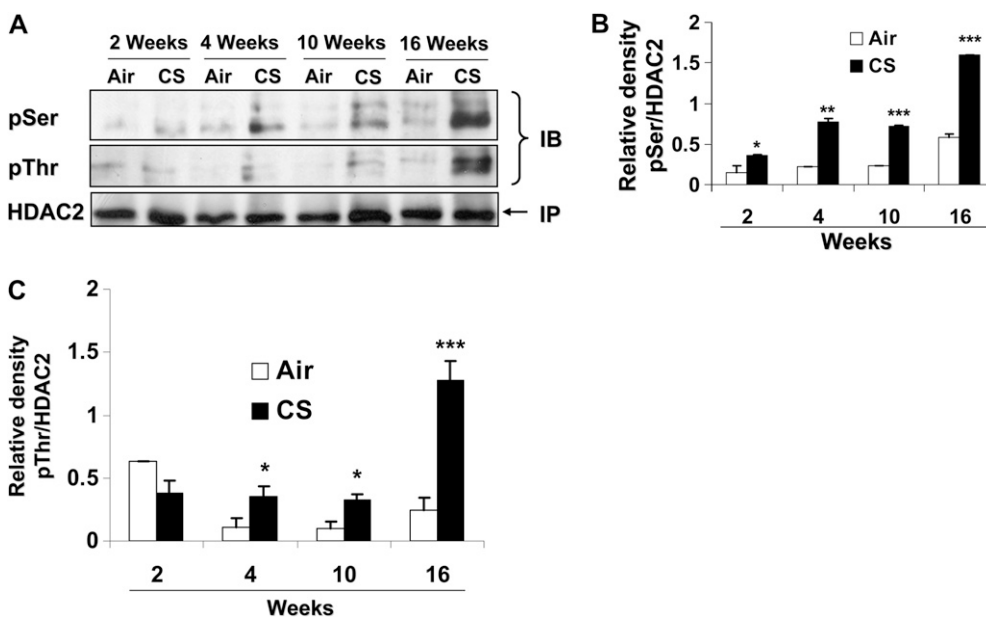 A
2 Weeks 4 Weeks 10 Weeks 16 Weeks
Air CS Air CS Air CS Air CS
pSer
pThr
IB
HDAC2
IP
B
Relative density
pSer/HDAC2
2
1.5
1
0.5
0
Air
CS
*
**
***
***
2 4 10 16
Weeks
C
Relative density
pThr/HDAC2
2
1.5
1
0.5
0
Air
CS
*
*
***
2 4 10 16
Weeks